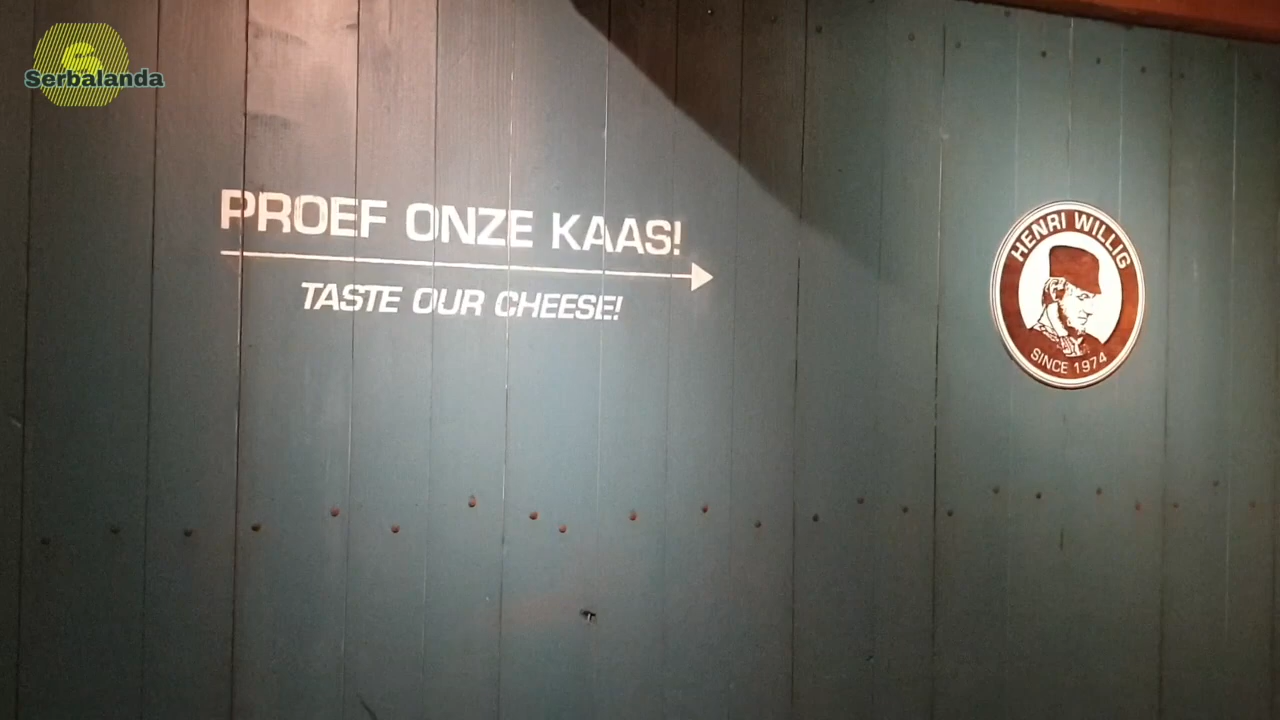 Serbalanda
PROEF ONZE KAAS!
TASTE OUR CHEESE!
HENRI WILLIG
SINCE 1974